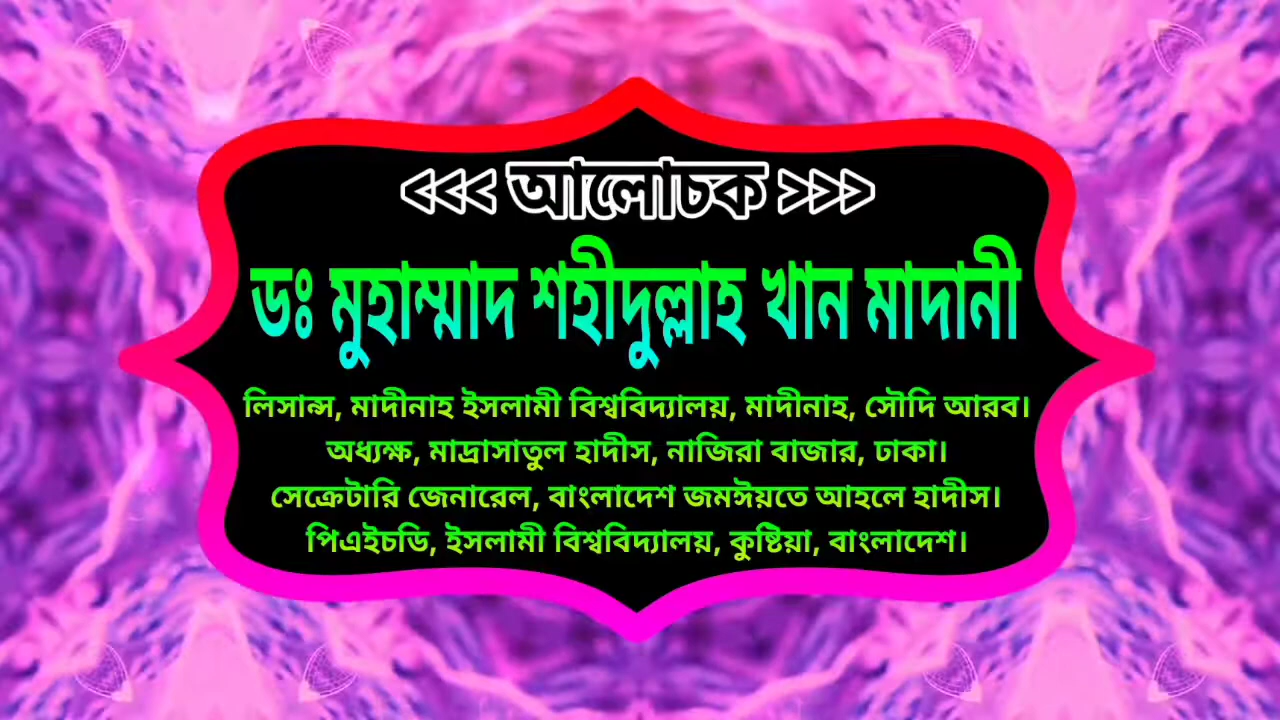 <<< আলোচক >>>
ডঃ মুহাম্মাদ শহীদুল্লাহ খান মাদানী
লিসান্স, মাদীনাহ ইসলামী বিশ্ববিদ্যালয়, মাদীনাহ, সৌদি আরব।
অধ্যক্ষ, মাদ্রাসাতুল হাদীস, নাজিরা বাজার, ঢাকা।
সেক্রেটারি জেনারেল, বাংলাদেশ জমঈয়তে আহলে হাদীস।
পিএইচডি, ইসলামী বিশ্ববিদ্যালয়, কুষ্টিয়া, বাংলাদেশ।